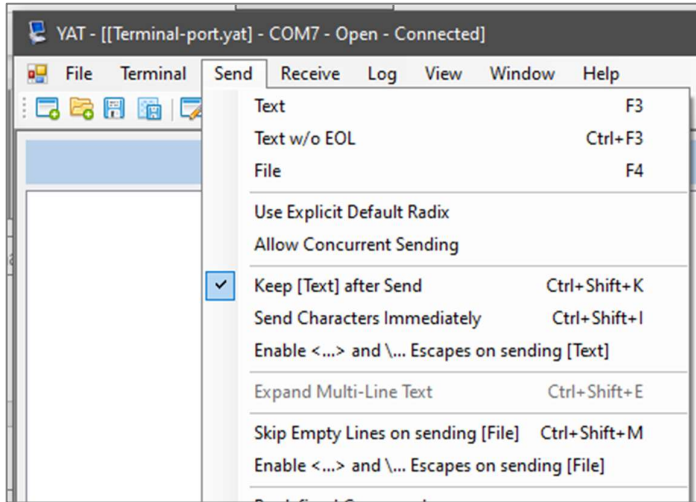 YAT - [[Terminal-port.yat] - COM7 - Open - Connected]
File Terminal Send Receive Log View Window Help
Text F3
Text w/o EOL Ctrl+F3
File F4
Use Explicit Default Radix
Allow Concurrent Sending
Keep [Text] after Send Ctrl+Shift+K
Send Characters Immediately Ctrl+Shift+I
Enable <...> and \... Escapes on sending [Text]
Expand Multi-Line Text Ctrl+Shift+E
Skip Empty Lines on sending [File] Ctrl+Shift+M
Enable <...> and \... Escapes on sending [File]